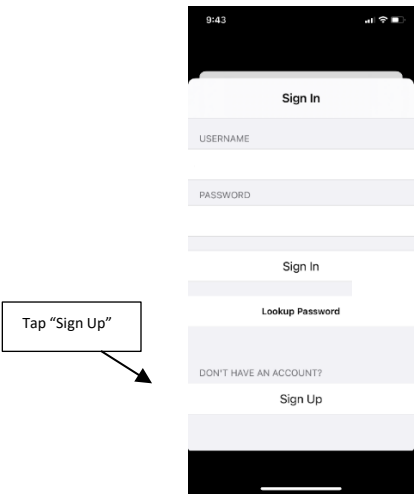 9:43
Sign In
USERNAME
PASSWORD
Sign In
Lookup Password
Tap “Sign Up”
DON'T HAVE AN ACCOUNT?
Sign Up